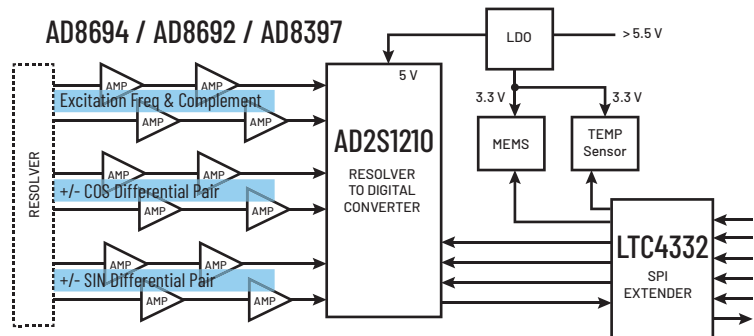 AD8694 / AD8692 / AD8397
LDO
> 5.5 V
5 V
3.3 V
3.3 V
RESOLVER
AMP
AMP
Excitation Freq & Complement
AMP
AMP
AMP
AMP
+/- COS Differential Pair
AMP
AMP
AMP
AMP
+/- SIN Differential Pair
AMP
AMP
AD2S1210
RESOLVER
TO DIGITAL
CONVERTER
MEMS
TEMP
Sensor
LTC4332
SPI
EXTENDER